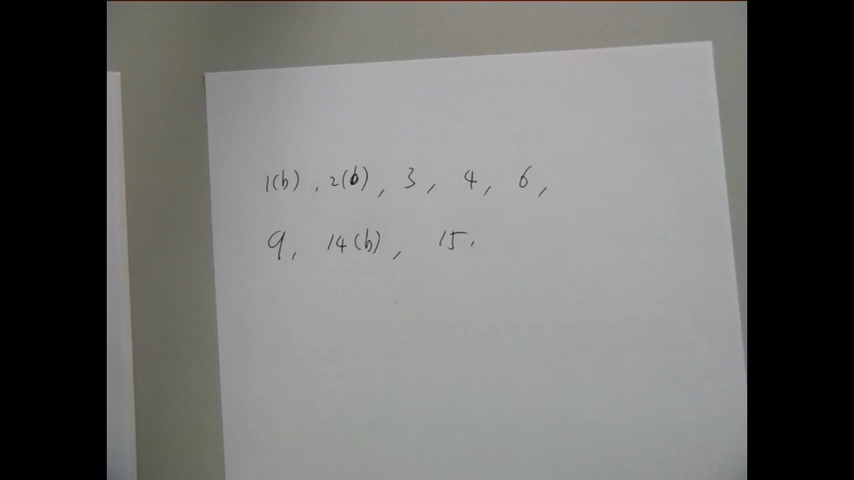 1(b), 2(b), 3, 4, 6,
9, 14(b), 15.